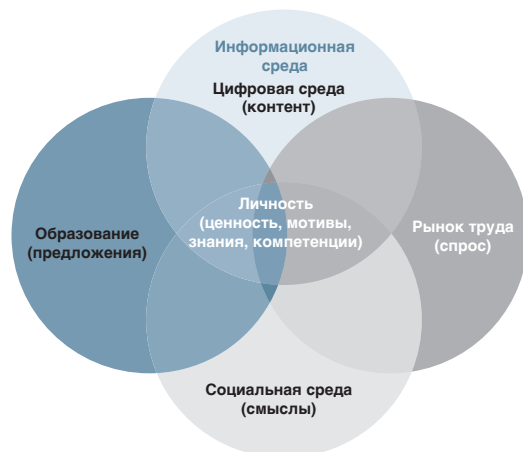 Информационная
среда
Цифровая среда
(контент)
Личность
(ценность, мотивы,
знания, компетенции)
Образование
(предложения)
Рынок труда
(спрос)
Социальная среда
(смыслы)